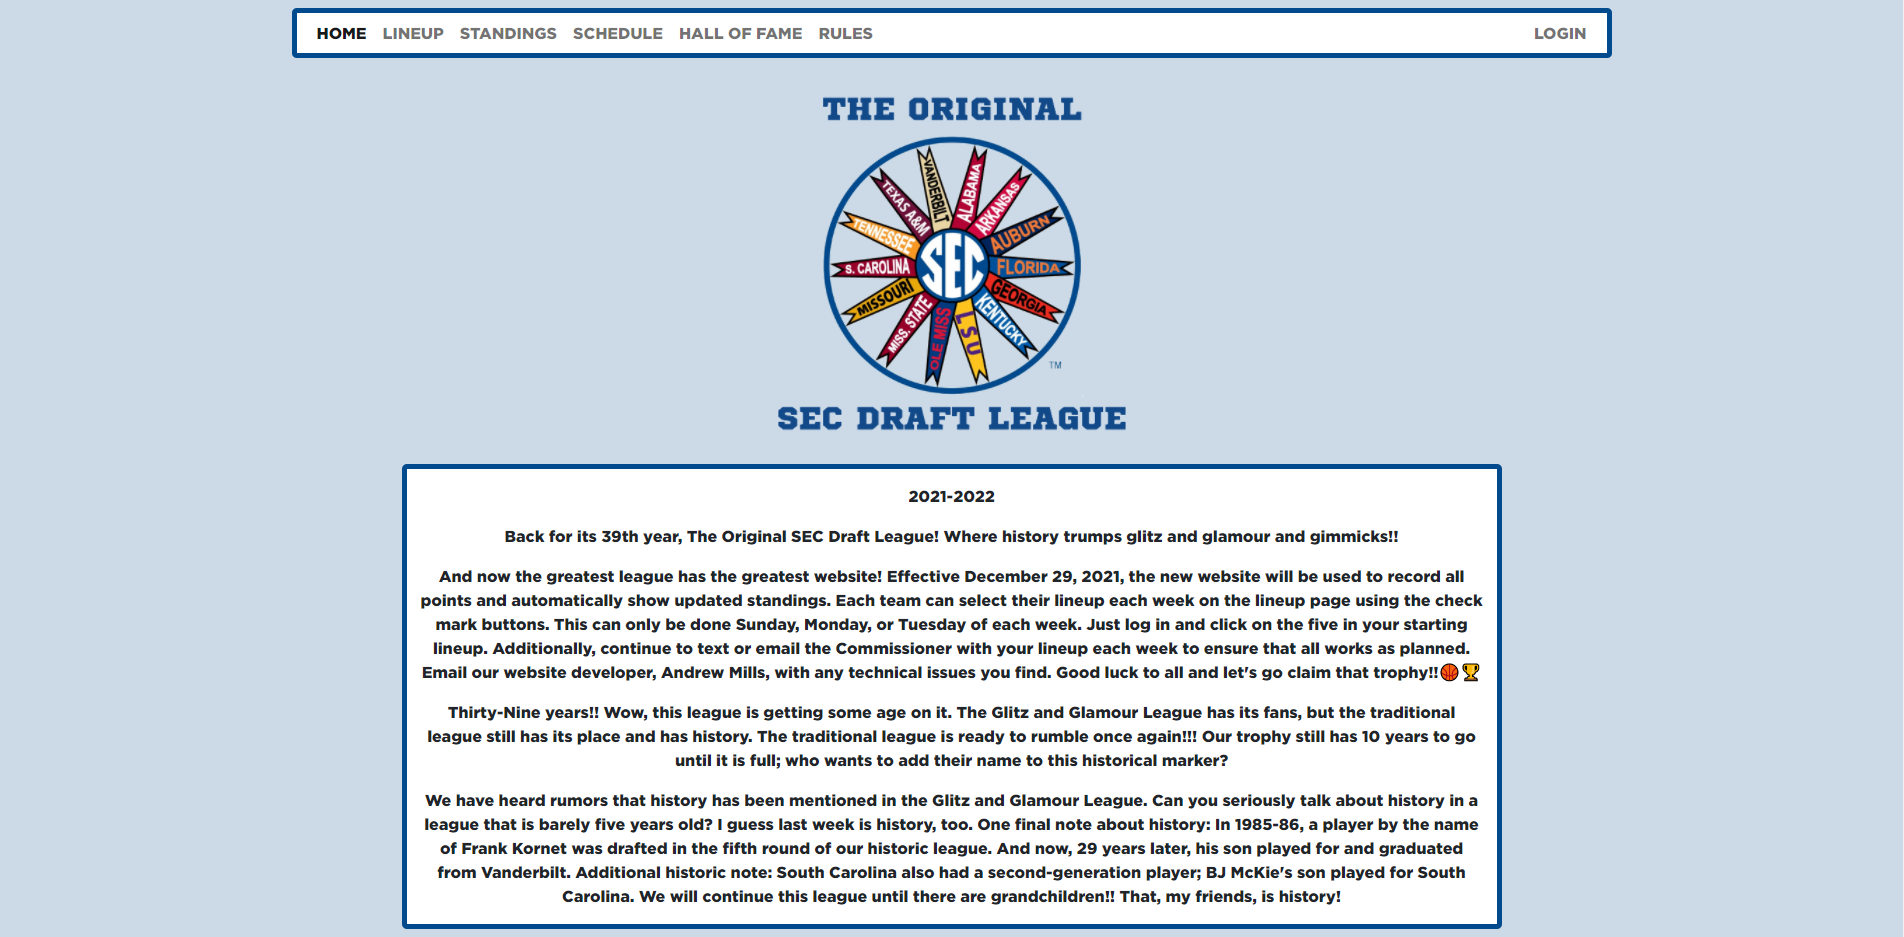 HOME LINEUP STANDINGS SCHEDULE HALL OF FAME RULES LOGIN
THE ORIGINAL
VANDERBILT
ALABAMA
TEXAS A&M
ARKANSAS
TENNESSEE
AUBURN
S. CAROLINA
SEC
FLORIDA
MISSOURI
GEORGIA
MISS. STATE
KENTUCKY
OLE MISS
LSU
TM
SEC DRAFT LEAGUE
2021-2022
Back for its 39th year, The Original SEC Draft League! Where history trumps glitz and glamour and gimmicks!!
And now the greatest league has the greatest website! Effective December 29, 2021, the new website will be used to record all
points and automatically show updated standings. Each team can select their lineup each week on the lineup page using the check
mark buttons. This can only be done Sunday, Monday, or Tuesday of each week. Just log in and click on the five in your starting
lineup. Additionally, continue to text or email the Commissioner with your lineup each week to ensure that all works as planned.
Email our website developer, Andrew Mills, with any technical issues you find. Good luck to all and let's go claim that trophy!!🏀🏆
Thirty-Nine years!! Wow, this league is getting some age on it. The Glitz and Glamour League has its fans, but the traditional
league still has its place and has history. The traditional league is ready to rumble once again!!! Our trophy still has 10 years to go
until it is full; who wants to add their name to this historical marker?
We have heard rumors that history has been mentioned in the Glitz and Glamour League. Can you seriously talk about history in a
league that is barely five years old? I guess last week is history, too. One final note about history: In 1985-86, a player by the name
of Frank Kornet was drafted in the fifth round of our historic league. And now, 29 years later, his son played for and graduated
from Vanderbilt. Additional historic note: South Carolina also had a second-generation player; BJ McKie's son played for South
Carolina. We will continue this league until there are grandchildren!! That, my friends, is history!